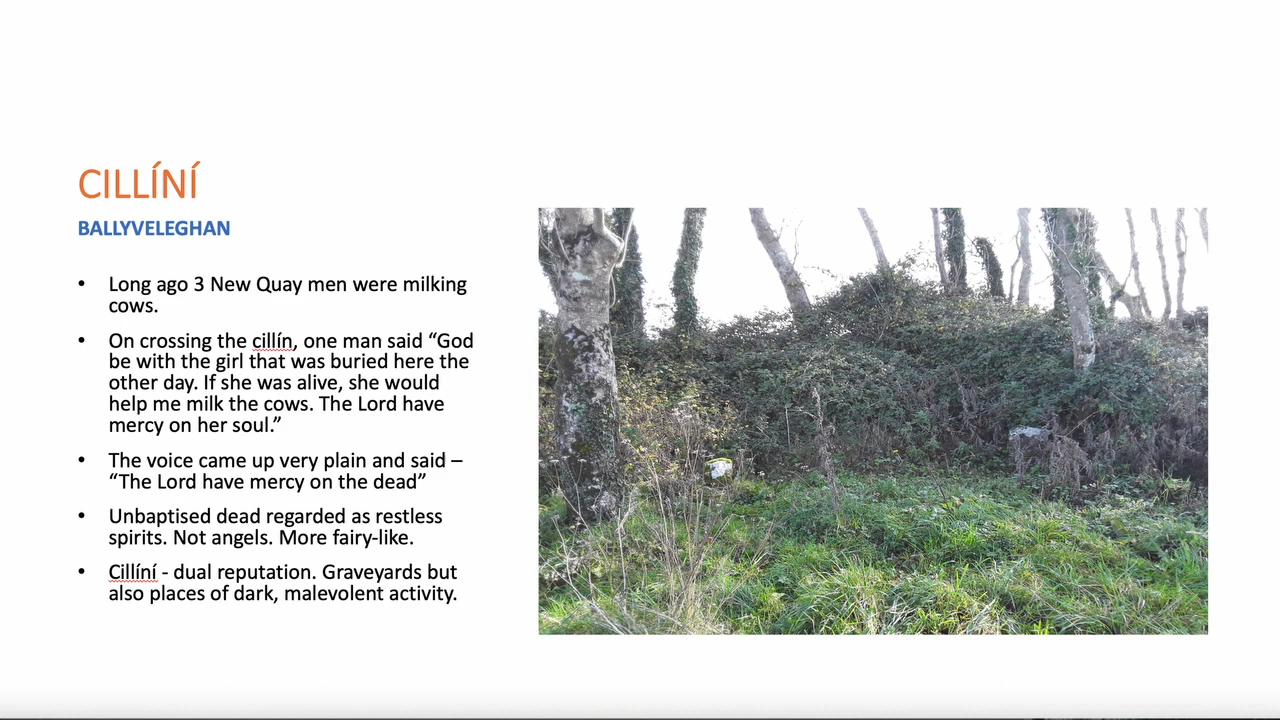 CILLÍNÍ
BALLYVELEGHAN
• Long ago 3 New Quay men were milking
cows.
• On crossing the cillín, one man said “God
be with the girl that was buried here the
other day. If she was alive, she would
help me milk the cows. The Lord have
mercy on her soul.”
• The voice came up very plain and said –
“The Lord have mercy on the dead”
• Unbaptised dead regarded as restless
spirits. Not angels. More fairy-like.
• Cillíní - dual reputation. Graveyards but
also places of dark, malevolent activity.